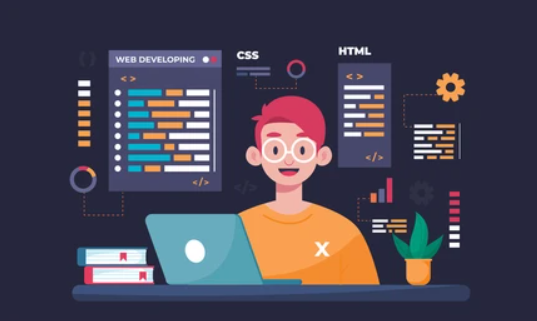 WEB DEVELOPING
CSS
HTML
< >
< >
</>
</>
</>
X